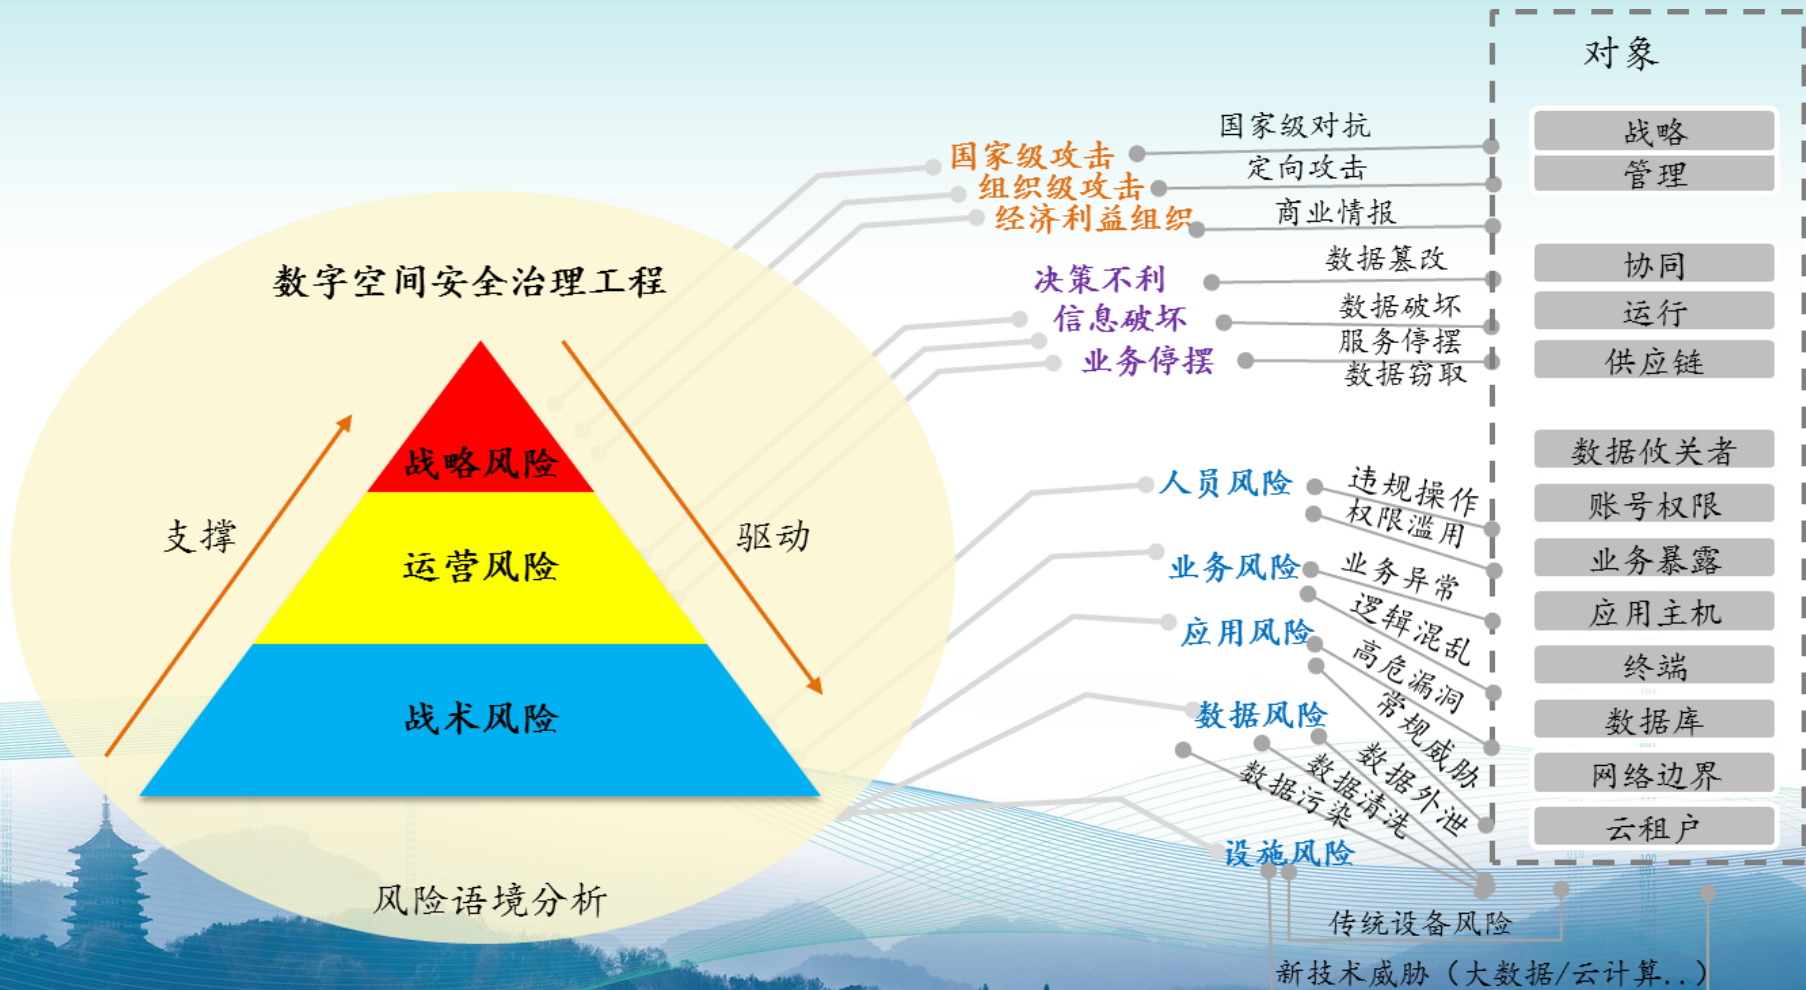 数字空间安全治理工程
战略风险
运营风险
战术风险
支撑
驱动
风险语境分析
国家级攻击
组织级攻击
经济利益组织
决策不利
信息破坏
业务停摆
人员风险
业务风险
应用风险
数据风险
设施风险
国家级对抗
定向攻击
商业情报
数据篡改
数据破坏
服务停摆
数据窃取
违规操作
权限滥用
业务异常
逻辑混乱
高危漏洞
常规威胁
数据外泄
数据清洗
数据污染
传统设备风险
新技术威胁（大数据/云计算..）
对象
战略
管理
协同
运行
供应链
数据攸关者
账号权限
业务暴露
应用主机
终端
数据库
网络边界
云租户